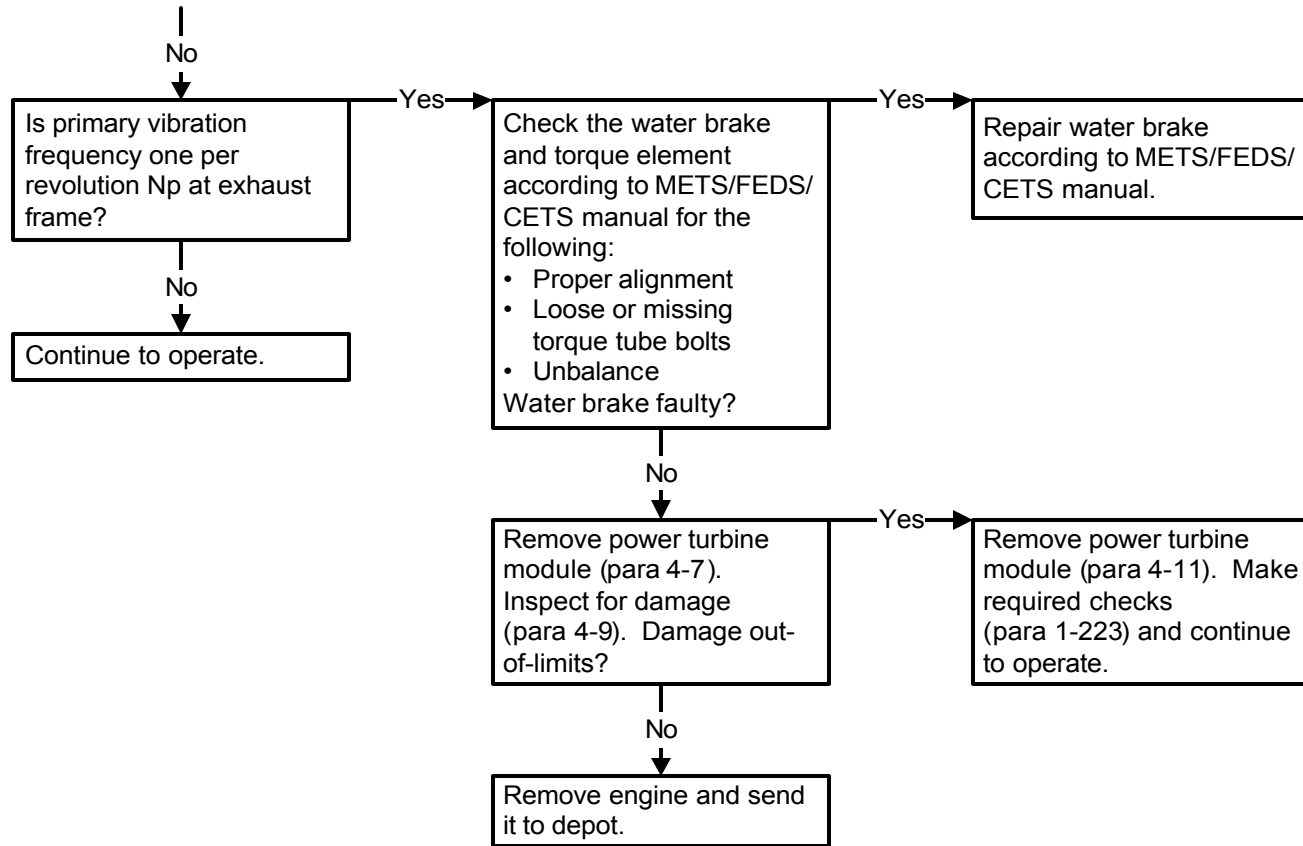 No
Is primary vibration
frequency one per
revolution Np at exhaust
frame?
Yes
Check the water brake
and torque element
according to METS/FEDS/
CETS manual for the
following:
• Proper alignment
• Loose or missing
torque tube bolts
• Unbalance
Water brake faulty?
Yes
Repair water brake
according to METS/FEDS/
CETS manual.
No
Continue to operate.
No
Remove power turbine
module (para 4-7).
Inspect for damage
(para 4-9). Damage out-
of-limits?
Yes
Remove power turbine
module (para 4-11). Make
required checks
(para 1-223) and continue
to operate.
No
Remove engine and send
it to depot.